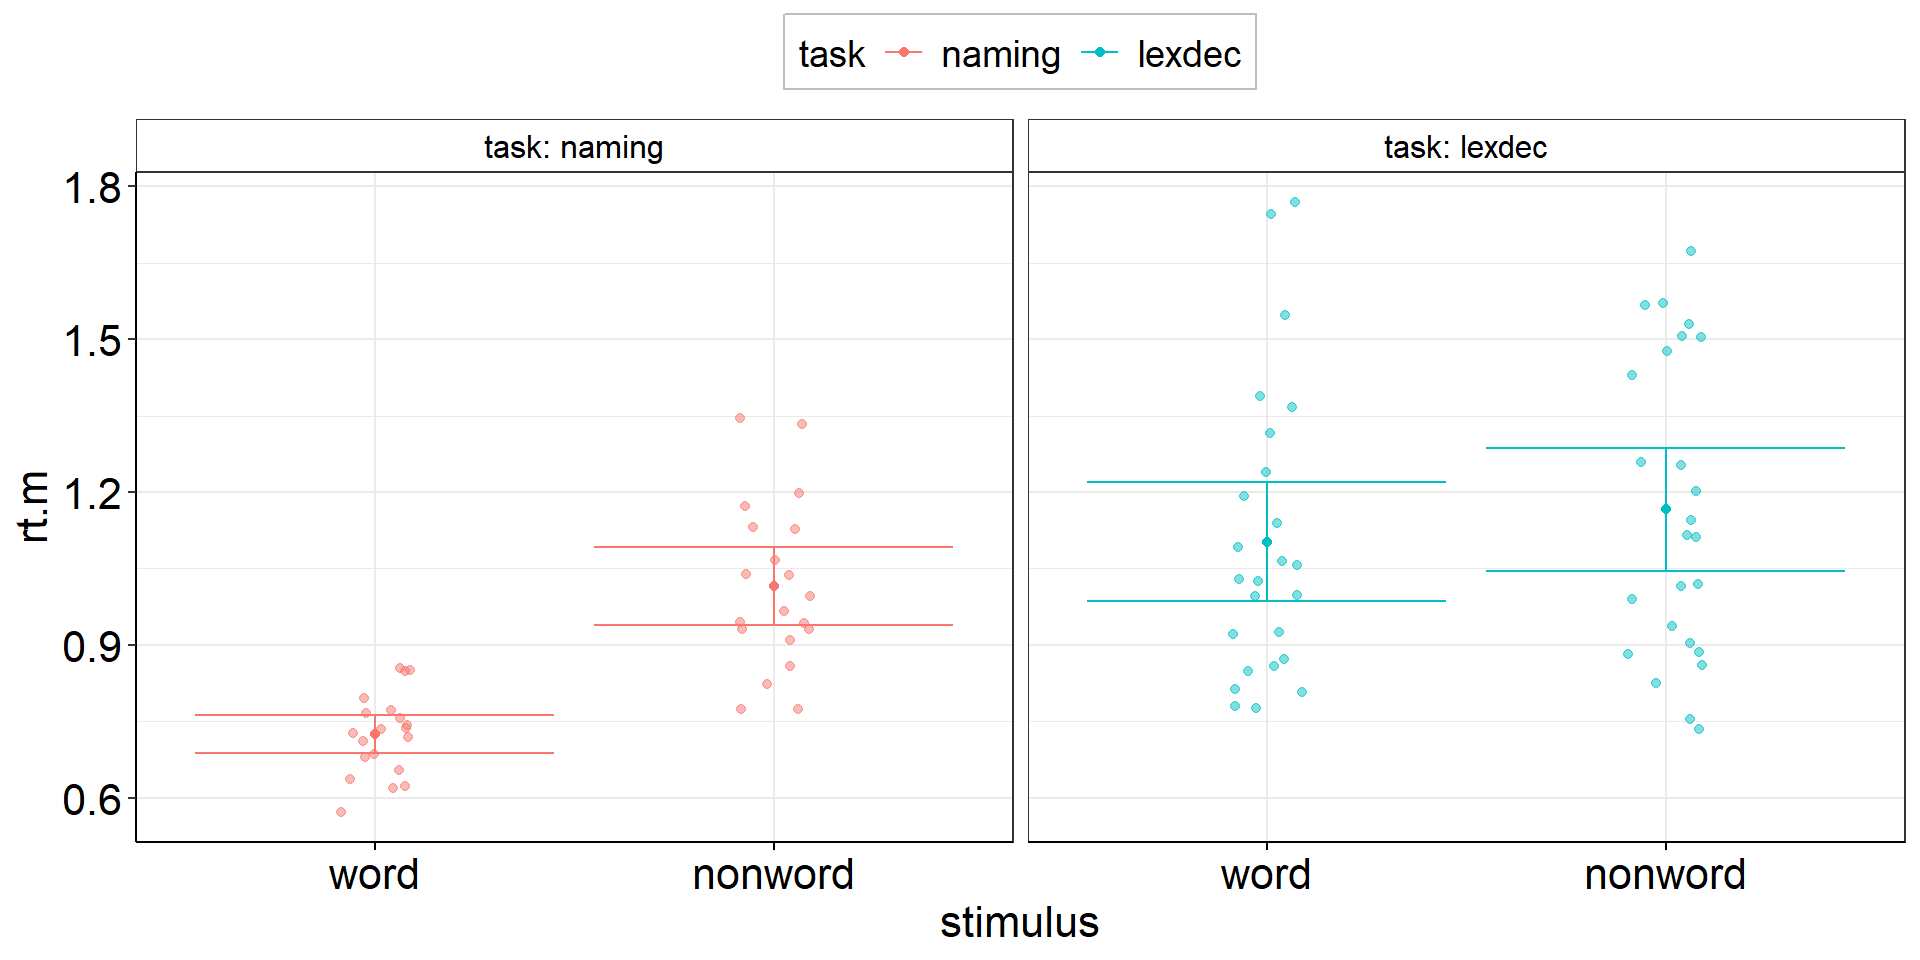 task naming lexdec
task: naming task: lexdec
1.8
1.5
1.2
0.9
0.6
rt.m
word nonword word nonword
stimulus